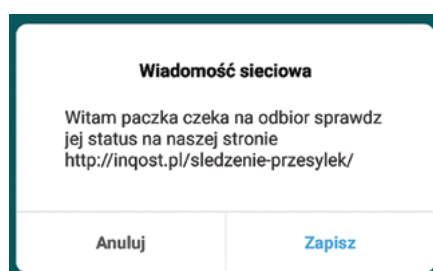 Wiadomość sieciowa
Witam paczka czeka na odbior sprawdz
jej status na naszej stronie
http://inqost.pl/sledzenie-przesylek/
Anuluj Zapisz